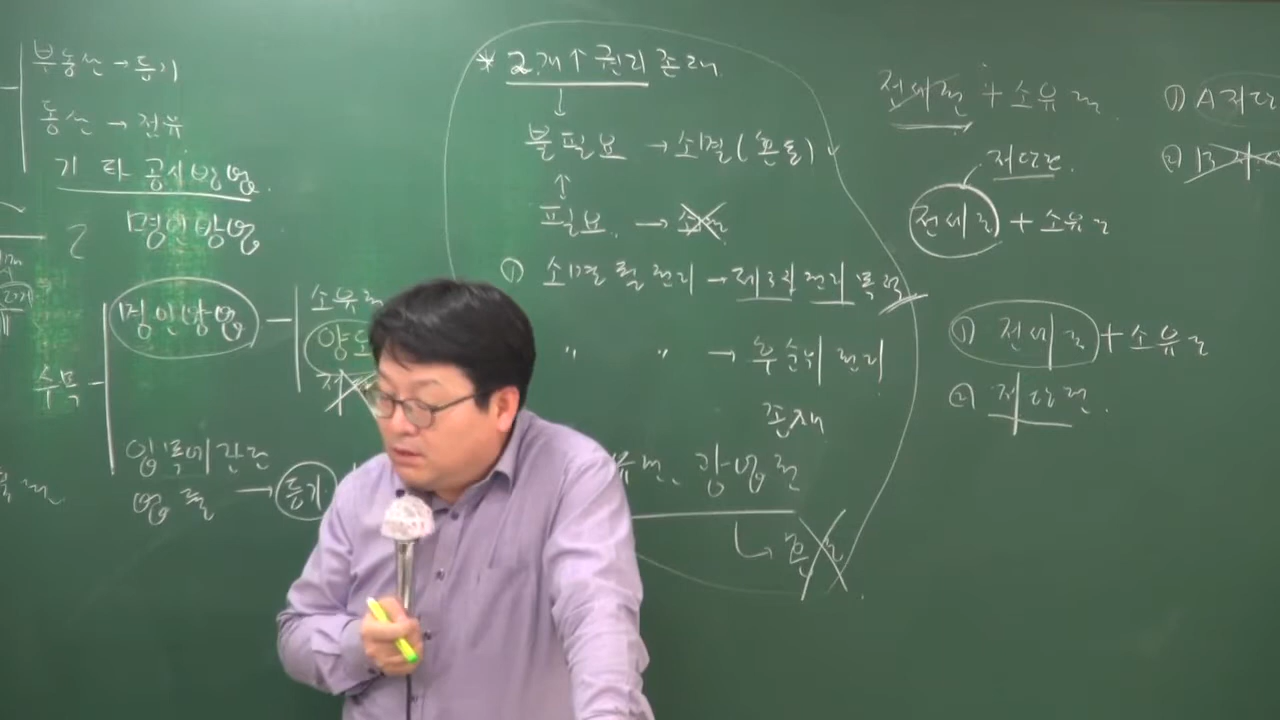 부동산 → 등기
동산 → 점유
기타 공시방법
명인방법
수목
명인방법
소유권
양도
입목에 관한
법률 → 등기
* 2개↑ 권리 존재
↓
불필요 → 소멸(혼동)
↑
필요 → 소멸
① 소멸될 권리 → 제3자 권리 목적
" " → 후순위 권리
존재
광업권
↳ 혼동
전세권 + 소유권
저당권
전세권 + 소유권
① 전세권 + 소유권
② 저당권
① A 저당
② B